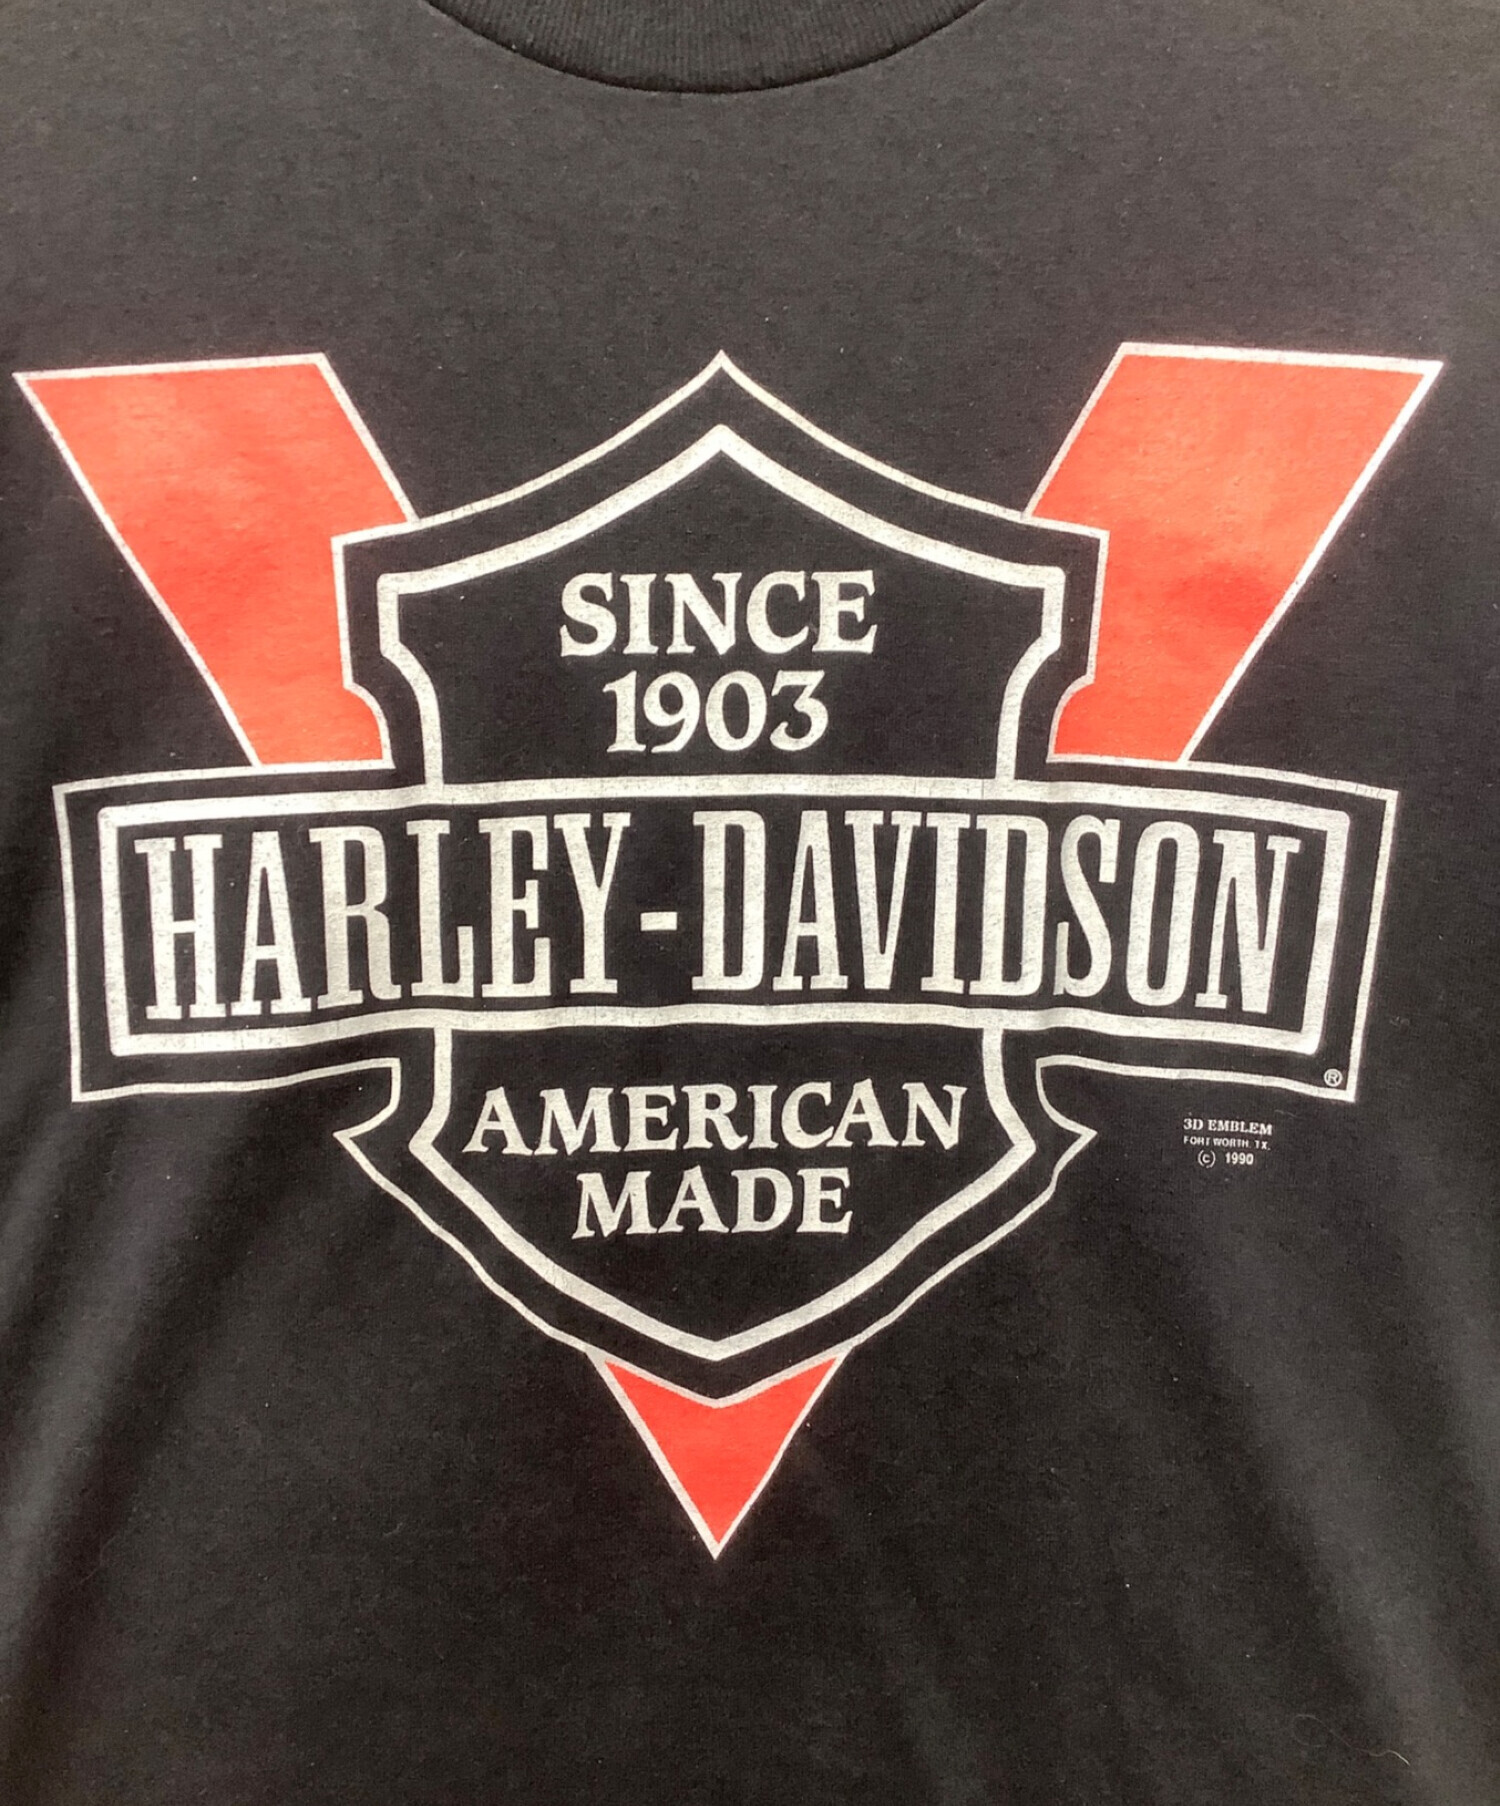 SINCE
1903
HARLEY-DAVIDSON
®
AMERICAN
MADE
3D EMBLEM
FORT WORTH, TX.
(c) 1990